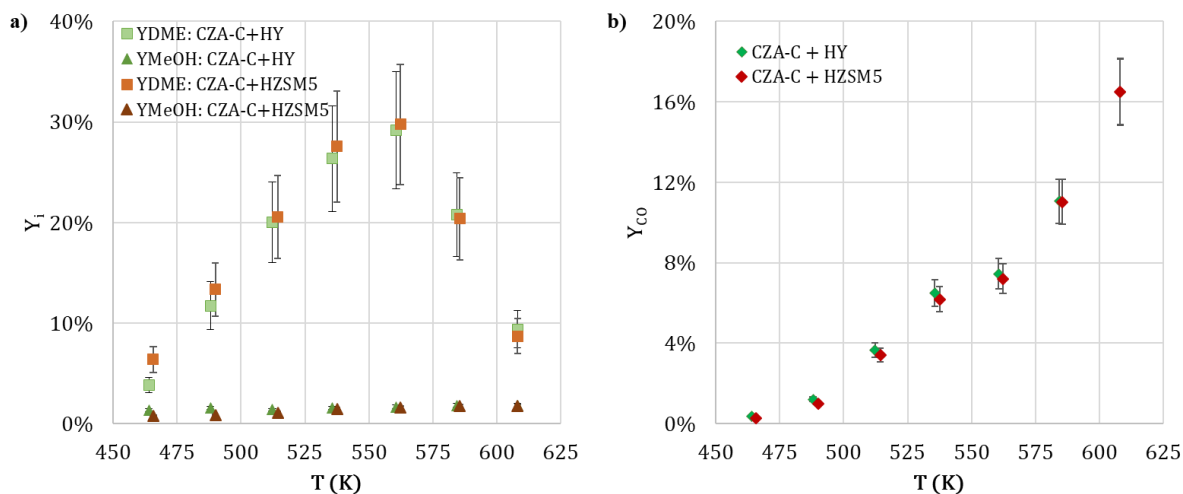 a)
40%
30%
20%
10%
0%
Yi
YDME: CZA-C+HY
YMeOH: CZA-C+HY
YDME: CZA-C+HZSM5
YMeOH: CZA-C+HZSM5
450 475 500 525 550 575 600 625
T (K)
b)
20%
16%
12%
8%
4%
0%
YCO
CZA-C + HY
CZA-C + HZSM5
450 475 500 525 550 575 600 625
T (K)